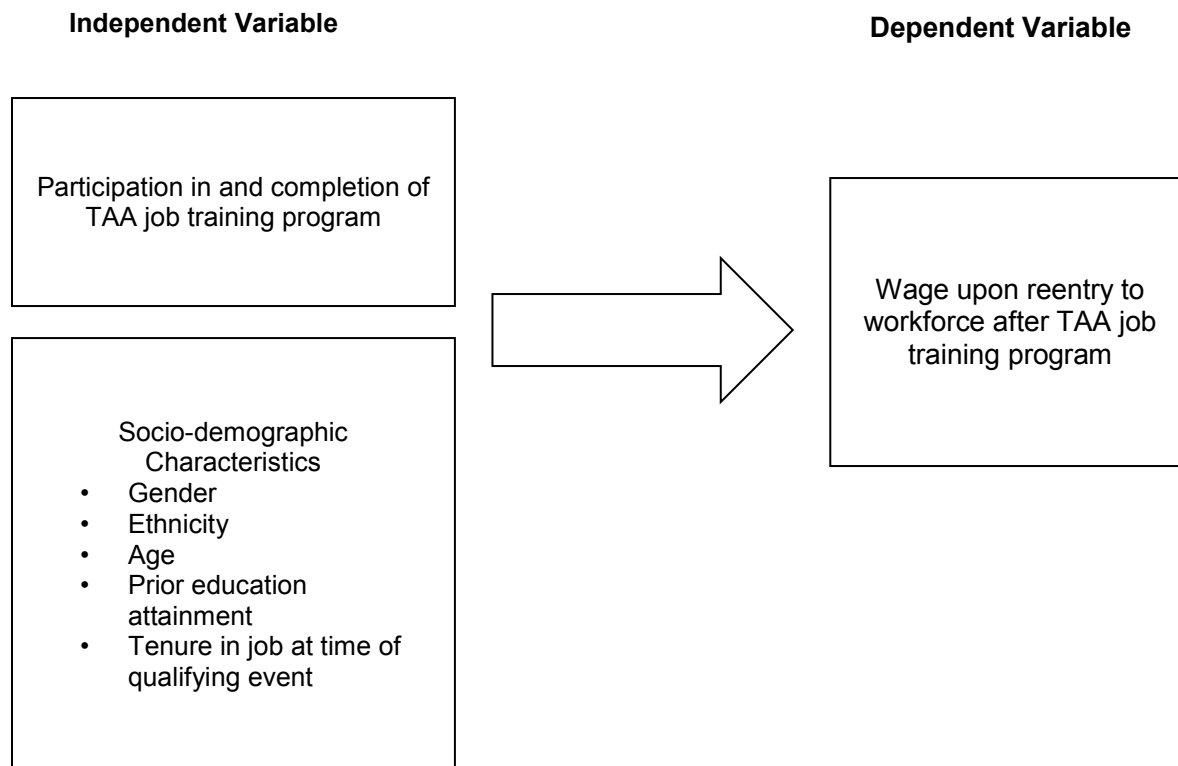 Independent Variable
Dependent Variable
Participation in and completion of
TAA job training program
Socio-demographic
Characteristics
• Gender
• Ethnicity
• Age
• Prior education
attainment
• Tenure in job at time of
qualifying event
Wage upon reentry to
workforce after TAA job
training program